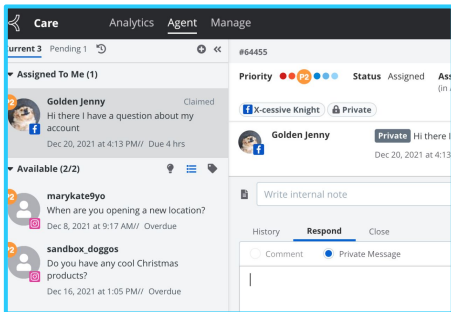 Care Analytics Agent Manage
urrent 3 Pending 1
#64455
Assigned To Me (1)
Priority P2 Status Assigned Ass
(in
P2 Golden Jenny Claimed
Hi there I have a question about my
account
Dec 20, 2021 at 4:13 PM// Due 4 hrs
X-cessive Knight Private
Golden Jenny Private Hi there I
Dec 20, 2021 at 4:13
Available (2/2)
marykate9yo
When are you opening a new location?
Dec 8, 2021 at 9:17 AM// Overdue
sandbox_doggos
Do you have any cool Christmas
products?
Dec 16, 2021 at 1:05 PM// Overdue
Write internal note
History Respond Close
Comment Private Message